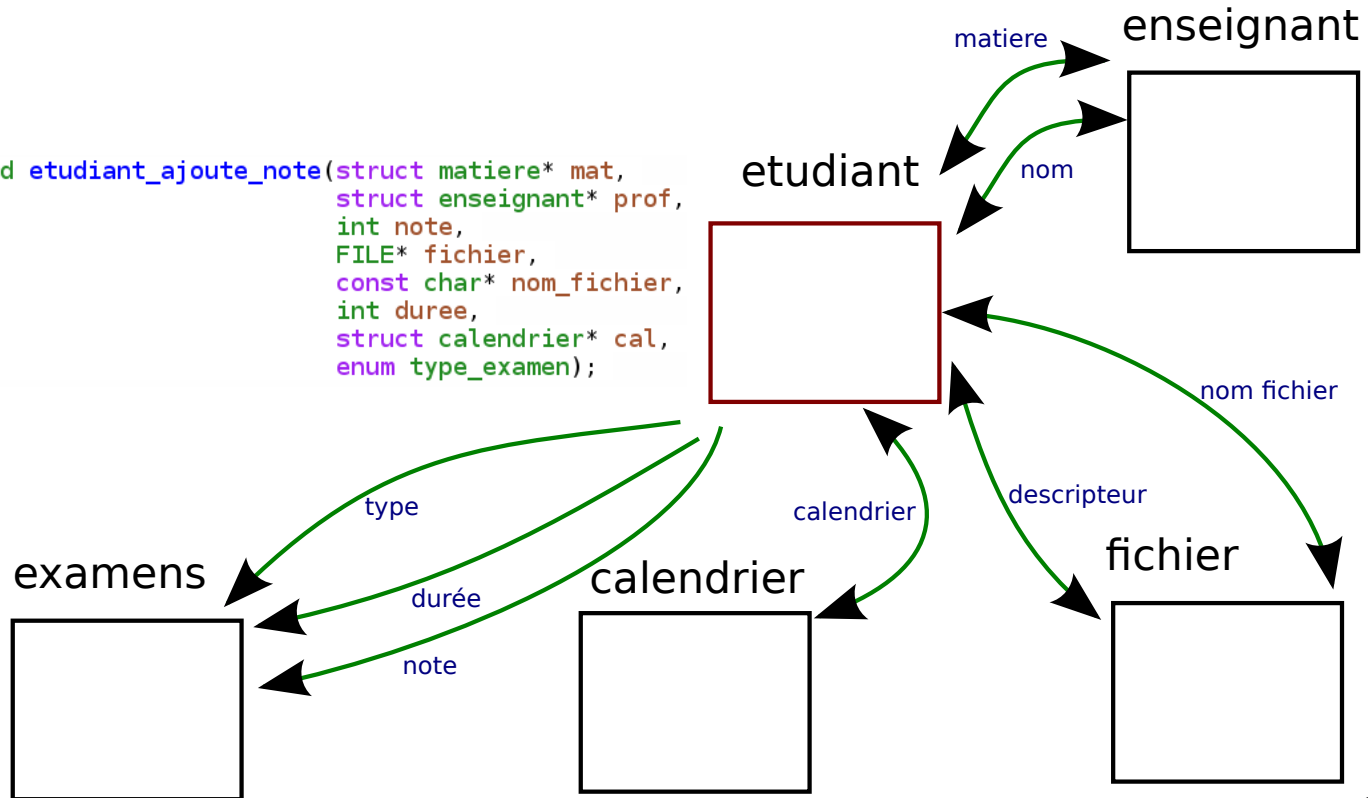 enseignant
matiere
nom
etudiant
d etudiant_ajoute_note(struct matiere* mat,
struct enseignant* prof,
int note,
FILE* fichier,
const char* nom_fichier,
int duree,
struct calendrier* cal,
enum type_examen);
nom fichier
type
calendrier
descripteur
examens
durée
calendrier
fichier
note